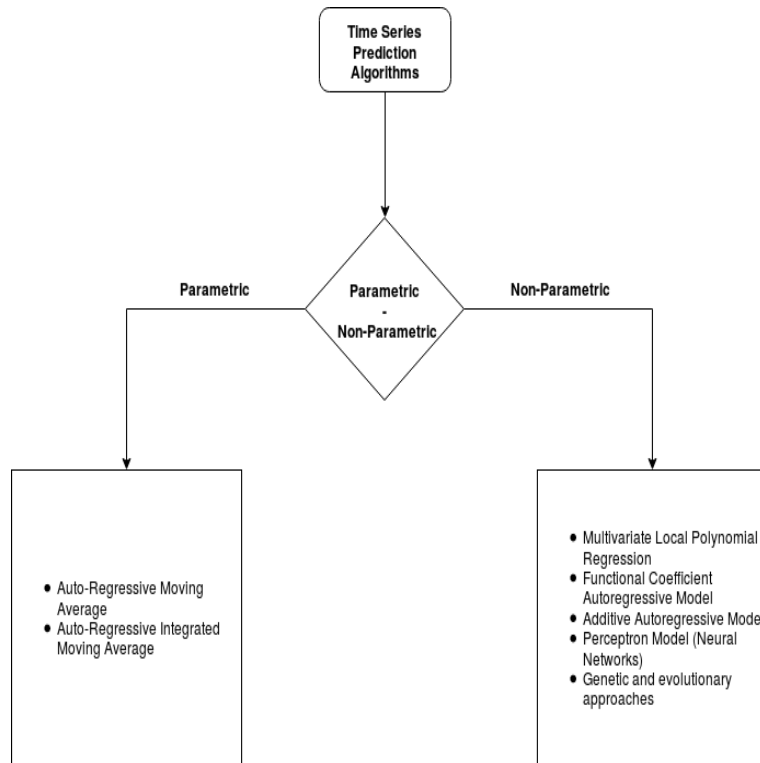 Time Series
Prediction
Algorithms
Parametric
Parametric
-
Non-Parametric
Non-Parametric
● Auto-Regressive Moving
Average
● Auto-Regressive Integrated
Moving Average
● Multivariate Local Polynomial
Regression
● Functional Coefficient
Autoregressive Model
● Additive Autoregressive Mode
● Perceptron Model (Neural
Networks)
● Genetic and evolutionary
approaches